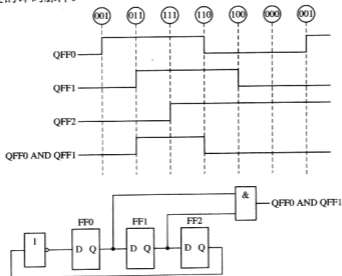 001 011 111 110 100 000 001
QFF0
QFF1
QFF2
QFF0 AND QFF1
&
QFF0 AND QFF1
FF0 FF1 FF2
1
D Q D Q D Q